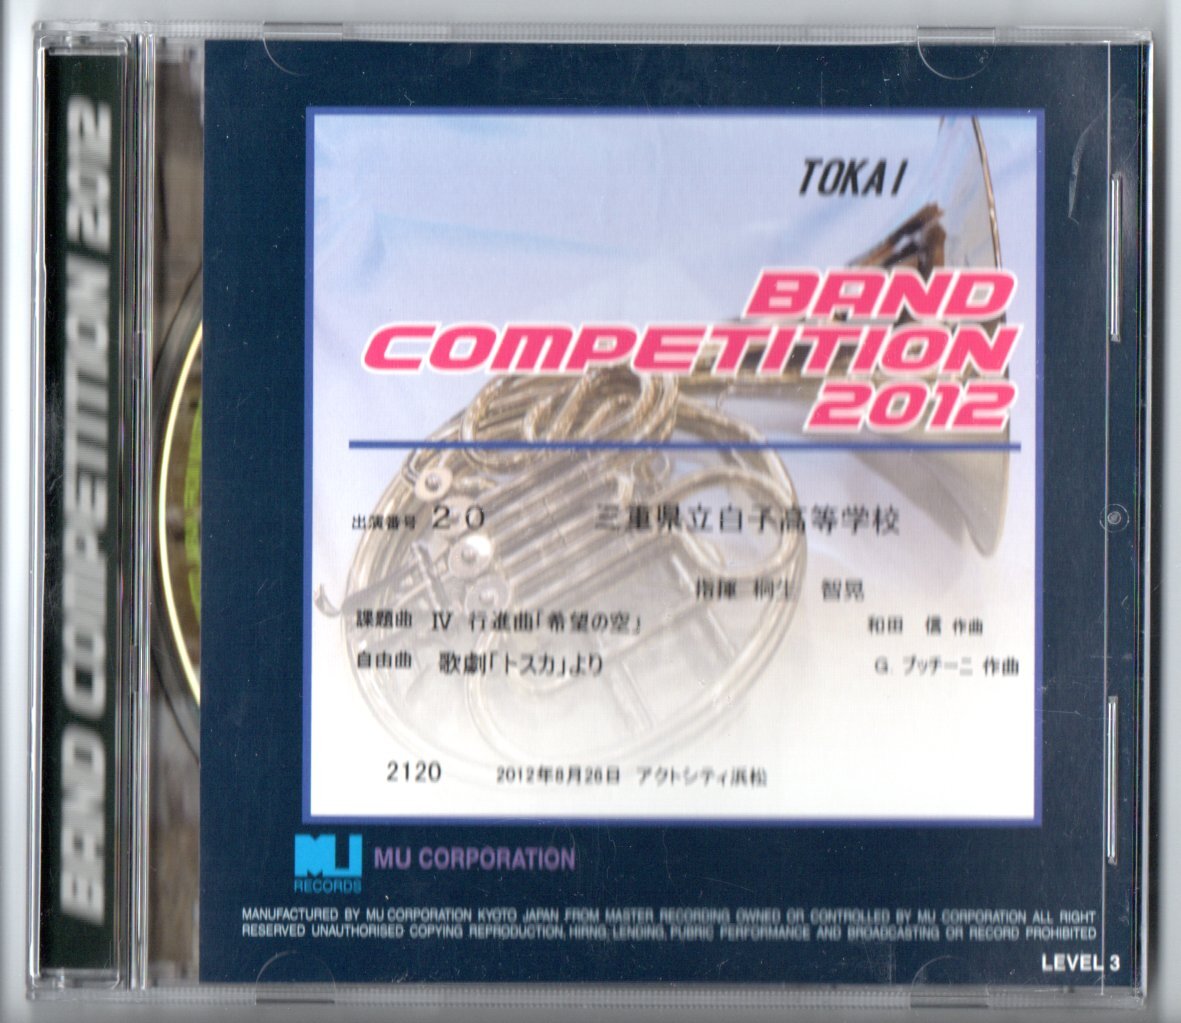 BAND COMPETITION 2012
TOKAI
BAND
COMPETITION
2012
出演番号 20 三重県立白子高等学校
指揮 桐生 智晃
課題曲 Ⅳ 行進曲「希望の空」 和田 信 作曲
自由曲 歌劇「トスカ」より G. プッチーニ 作曲
2120 2012年8月26日 アクトシティ浜松
MU
RECORDS
MU CORPORATION
MANUFACTURED BY MU CORPORATION KYOTO JAPAN FROM MASTER RECORDING OWNED OR CONTROLLED BY MU CORPORATION ALL RIGHT
RESERVED UNAUTHORISED COPYING REPRODUCTION, HIRING, LENDING, PUBRIC PERFORMANCE AND BROADCASTING OR RECORD PROHIBITED
LEVEL 3